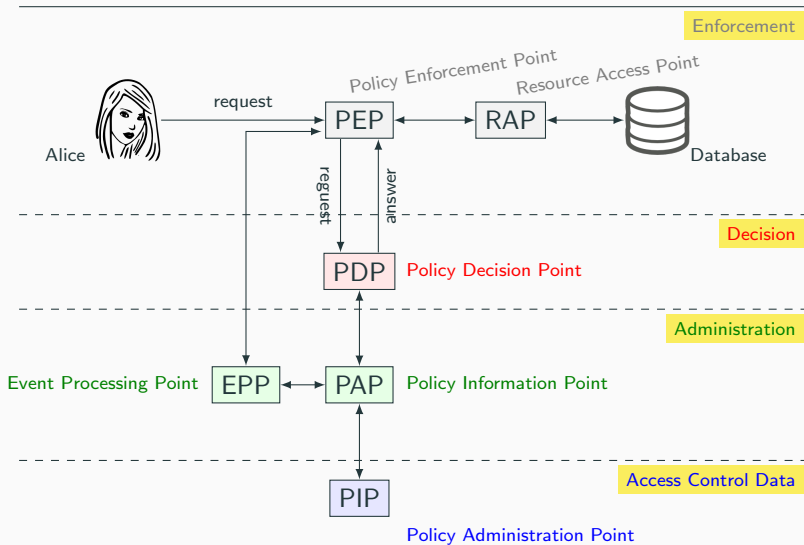 Enforcement
Policy Enforcement Point
Resource Access Point
request
PEP
RAP
Alice
Database
request
answer
Decision
PDP
Policy Decision Point
Administration
Event Processing Point
EPP
PAP
Policy Information Point
Access Control Data
PIP
Policy Administration Point